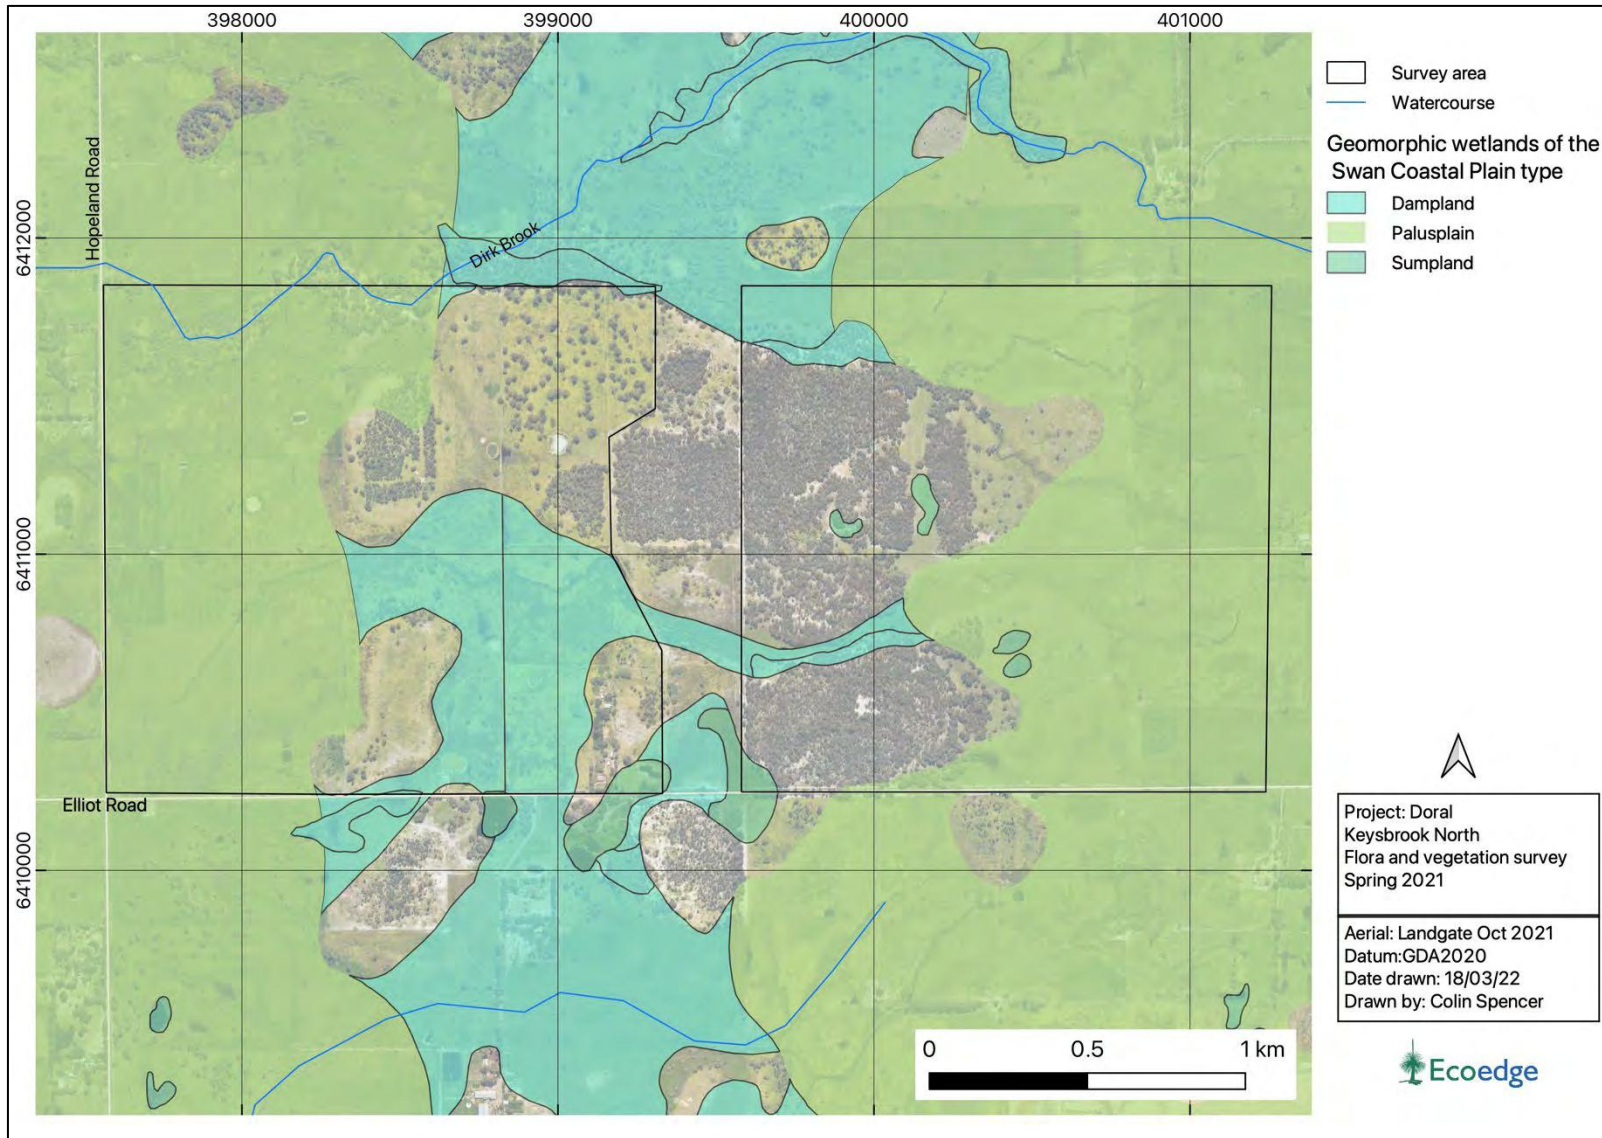 398000
399000
400000
401000
6412000
6411000
6410000
Hopeland Road
Dirk Brook
Elliot Road
0
0.5
1 km
Survey area
Watercourse
Geomorphic wetlands of the
Swan Coastal Plain type
Dampland
Palusplain
Sumpland
Project: Doral
Keysbrook North
Flora and vegetation survey
Spring 2021
Aerial: Landgate Oct 2021
Datum:GDA2020
Date drawn: 18/03/22
Drawn by: Colin Spencer
Ecoedge